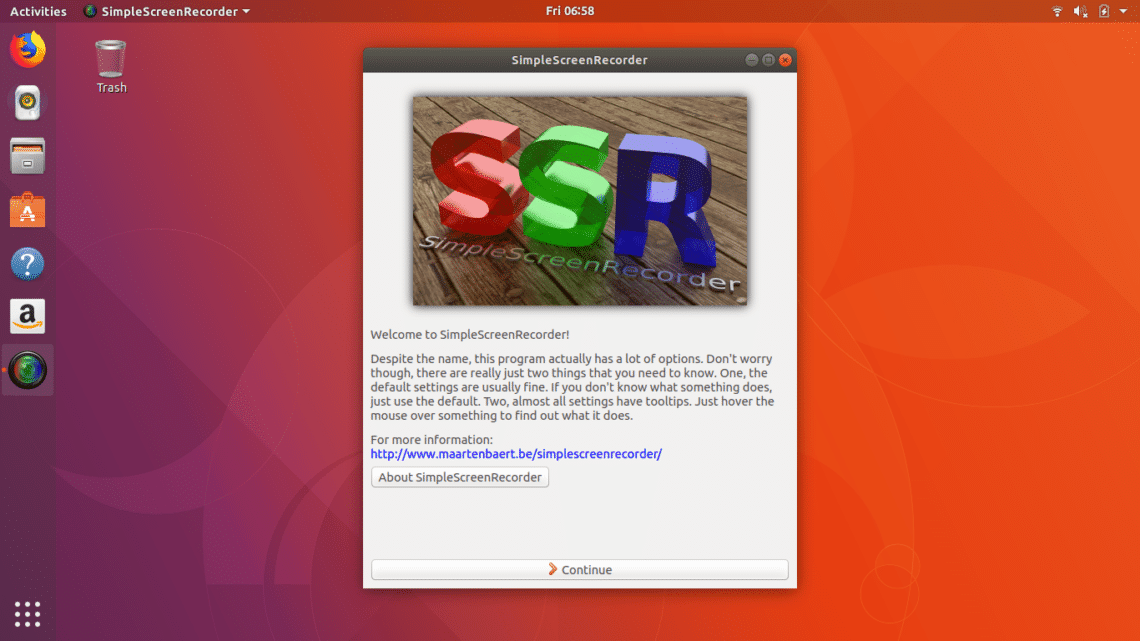 Activities SimpleScreenRecorder Fri 06:58
Trash
SimpleScreenRecorder
SSR
SimpleScreenRecorder
Welcome to SimpleScreenRecorder!
Despite the name, this program actually has a lot of options. Don't worry
though, there are really just two things that you need to know. One, the
default settings are usually fine. If you don't know what something does,
just use the default. Two, almost all settings have tooltips. Just hover the
mouse over something to find out what it does.
For more information:
http://www.maartenbaert.be/simplescreenrecorder/
About SimpleScreenRecorder
Continue
A
?
a